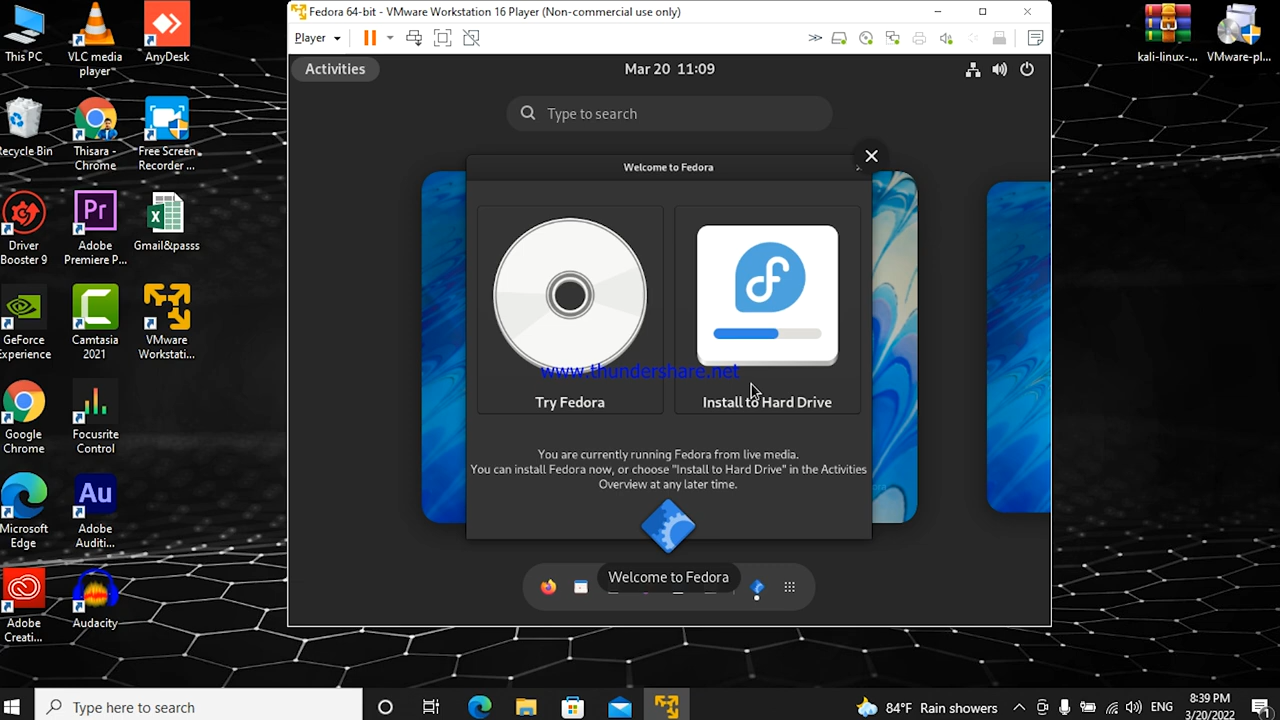 Fedora 64-bit - VMware Workstation 16 Player (Non-commercial use only)
Player
Activities
Mar 20 11:09
Type to search
Welcome to Fedora
www.thundershare.net
Try Fedora
Install to Hard Drive
You are currently running Fedora from live media.
You can install Fedora now, or choose "Install to Hard Drive" in the Activities
Overview at any later time.
Welcome to Fedora
This PC
VLC media
player
AnyDesk
Recycle Bin
Thisara -
Chrome
Free Screen
Recorder ...
Driver
Booster 9
Pr
Adobe
Premiere P...
Gmail&passs
GeForce
Experience
Camtasia
2021
VMware
Workstati...
Google
Chrome
Focusrite
Control
Microsoft
Edge
Au
Adobe
Auditi...
Adobe
Creati...
Audacity
kali-linux-...
VMware-pl...
Type here to search
84°F Rain showers
ENG
8:39 PM
3/20/2022
1